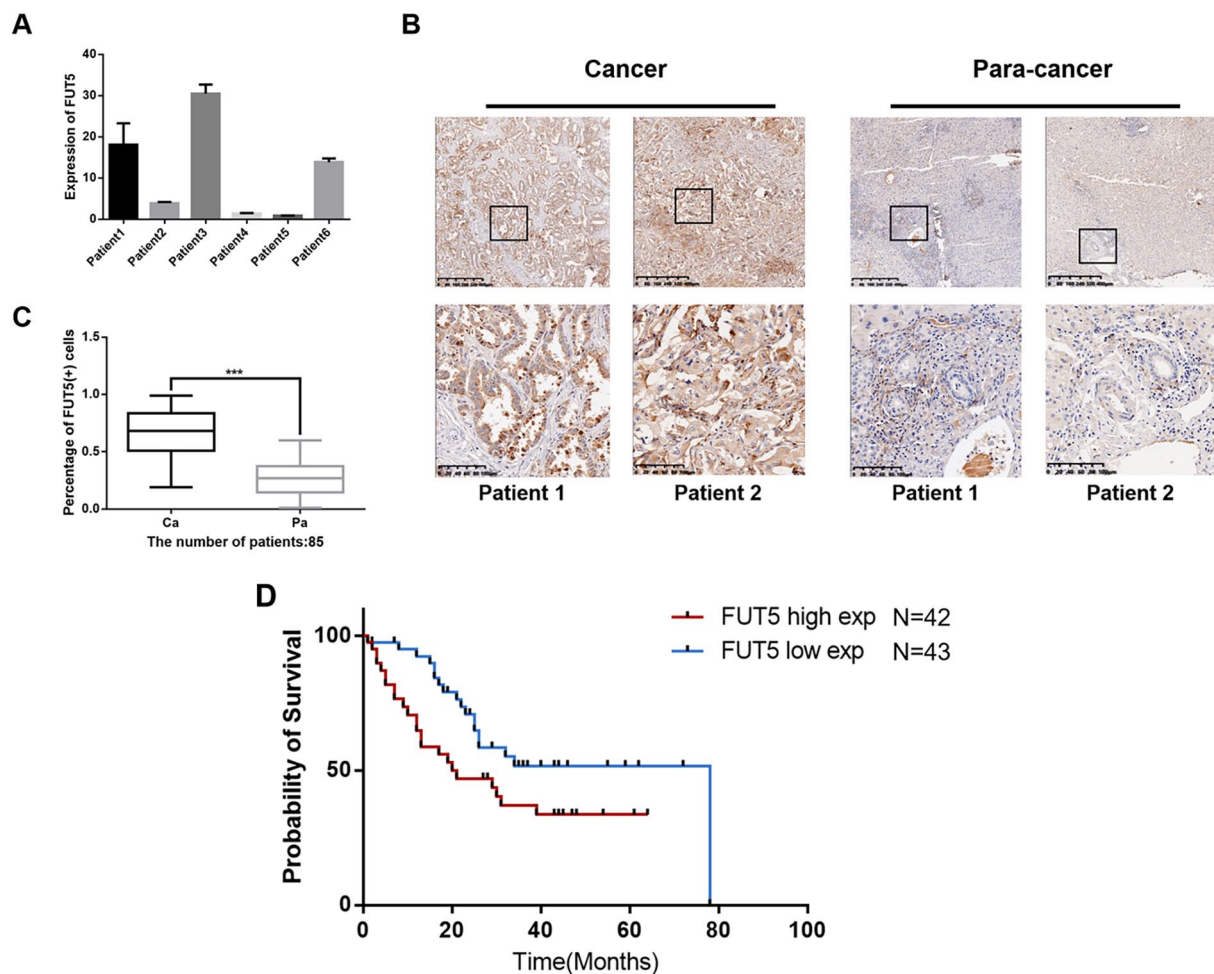 A
Expression of FUT5
40
30
20
10
0
Patient1
Patient2
Patient3
Patient4
Patient5
Patient6
B
Cancer
Para-cancer
Patient 1
Patient 2
Patient 1
Patient 2
C
Percentage of FUT5(+) cells
1.5
1.0
0.5
0.0
***
Ca
Pa
The number of patients:85
D
Probability of Survival
100
50
0
FUT5 high exp N=42
FUT5 low exp N=43
0 20 40 60 80 100
Time(Months)